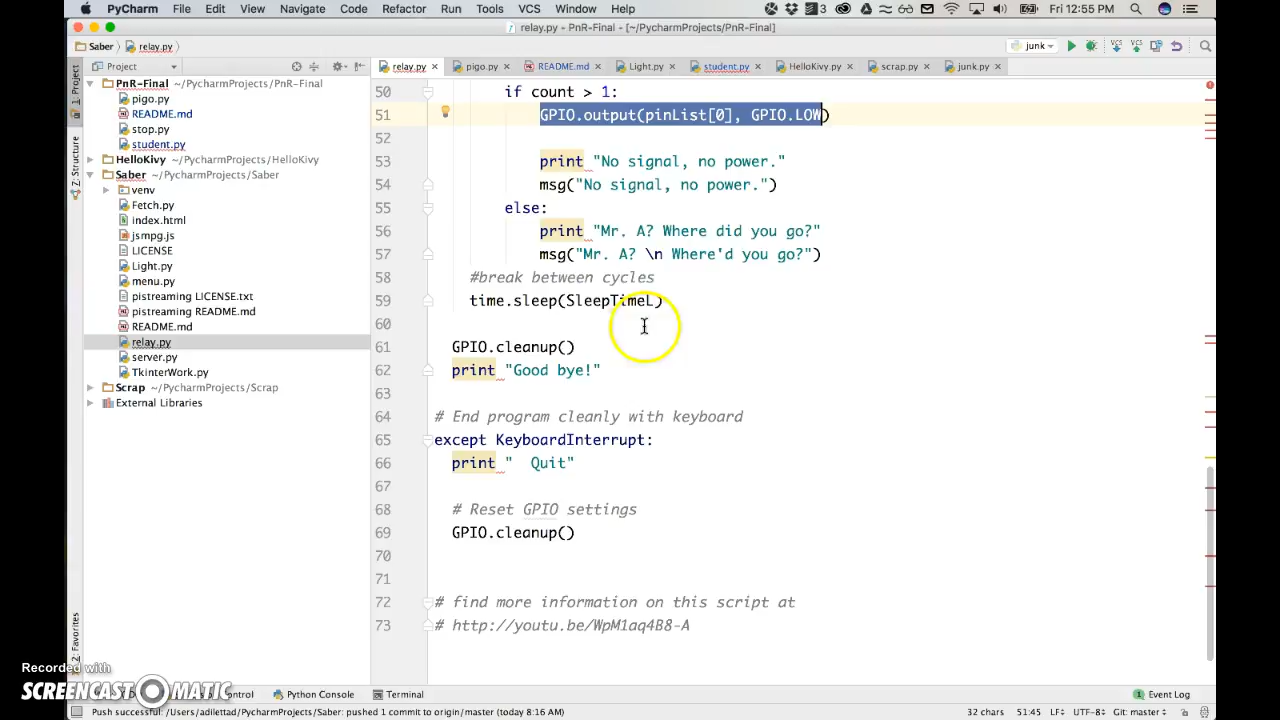 PyCharm File Edit View Navigate Code Refactor Run Tools VCS Window Help 3 Fri 12:55 PM
relay.py - PnR-Final - [~/PycharmProjects/PnR-Final]
Saber relay.py junk VCS VCS
Project relay.py × pigo.py × README.md × Light.py × student.py × HelloKivy.py × scrap.py × junk.py ×
1: Project
Z: Structure
2: Favorites
PnR-Final ~/PycharmProjects/PnR-Final
pigo.py
README.md
stop.py
student.py
HelloKivy ~/PycharmProjects/HelloKivy
Saber ~/PycharmProjects/Saber
venv
Fetch.py
index.html
jsmpg.js
LICENSE
Light.py
menu.py
pistreaming LICENSE.txt
pistreaming README.md
README.md
relay.py
server.py
TkinterWork.py
Scrap ~/PycharmProjects/Scrap
External Libraries
50 if count > 1:
51 GPIO.output(pinList[0], GPIO.LOW)
52
53 print "No signal, no power."
54 msg("No signal, no power.")
55 else:
56 print "Mr. A? Where did you go?"
57 msg("Mr. A? \n Where'd you go?")
58 #break between cycles
59 time.sleep(SleepTimeL)
60
61 GPIO.cleanup()
62 print "Good bye!"
63
64 # End program cleanly with keyboard
65 except KeyboardInterrupt:
66 print "  Quit"
67
68 # Reset GPIO settings
69 GPIO.cleanup()
70
71
72 # find more information on this script at
73 # http://youtu.be/WpM1aq4B8-A
Recorded with
SCREENCAST-O-MATIC
Python Console Terminal Event Log
Push successful: /Users/adilettad/PycharmProjects/Saber: pushed 1 commit to origin/master (today 8:16 AM) 32 chars 51:45 LF÷ UTF-8÷ Git: master÷